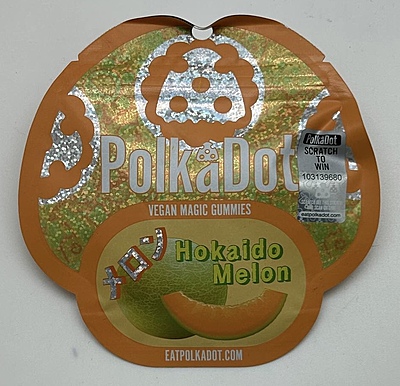 PolkaDot
VEGAN MAGIC GUMMIES
PolkaDot
SCRATCH
TO
WIN
103139680
eatpolkadot.com
メロン
Hokaido
Melon
EATPOLKADOT.COM